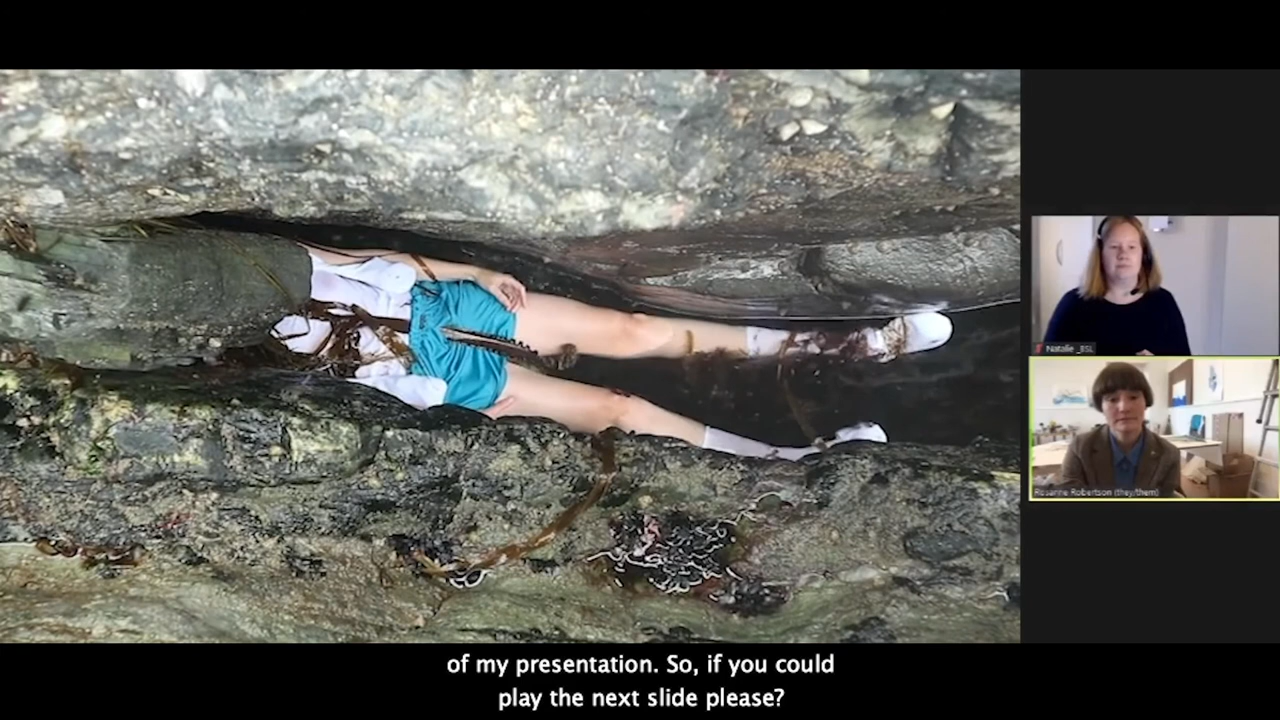 Natalie _BSL
Rosanne Robertson (they/them)
of my presentation. So, if you could
play the next slide please?